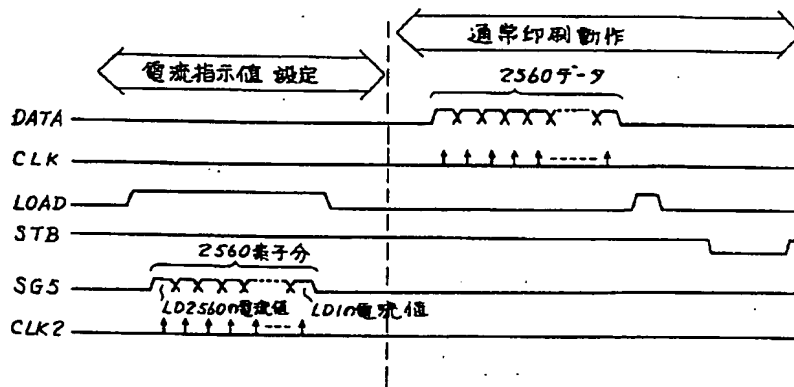 通常印刷動作
電流指示値 設定
2560データ
DATA
CLK
LOAD
STB
2560素子分
SG5
LD2560の電流値
LD1の電流値
CLK2